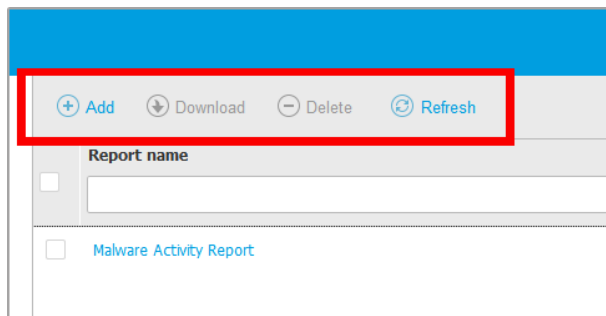 Add Download Delete Refresh
Report name
Malware Activity Report